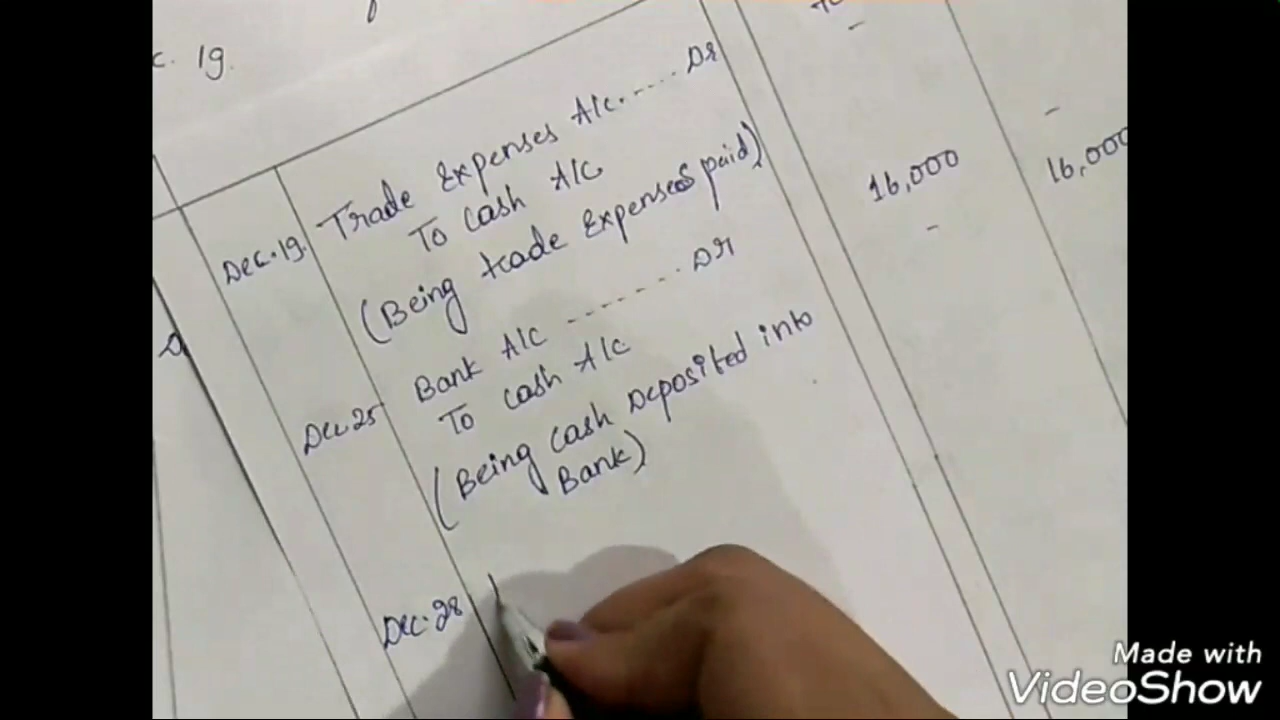 19.
Dec.19. Trade Expenses A/c......Dr
To Cash A/C
(Being trade Expenses paid)
16,000 16,000
Dec.25 Bank A/C -------.Dr
To cash A/C
(Being cash Deposited into
Bank)
Dec.28
Made with
VideoShow